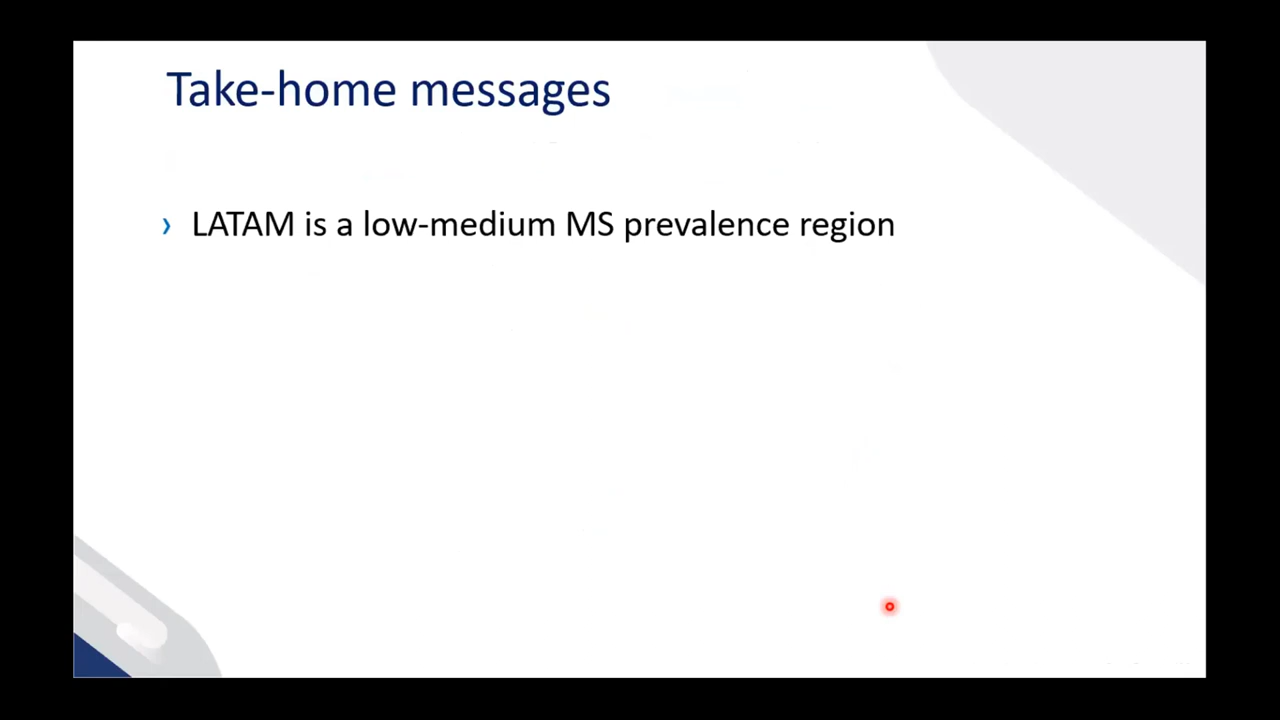 Take-home messages
› LATAM is a low-medium MS prevalence region